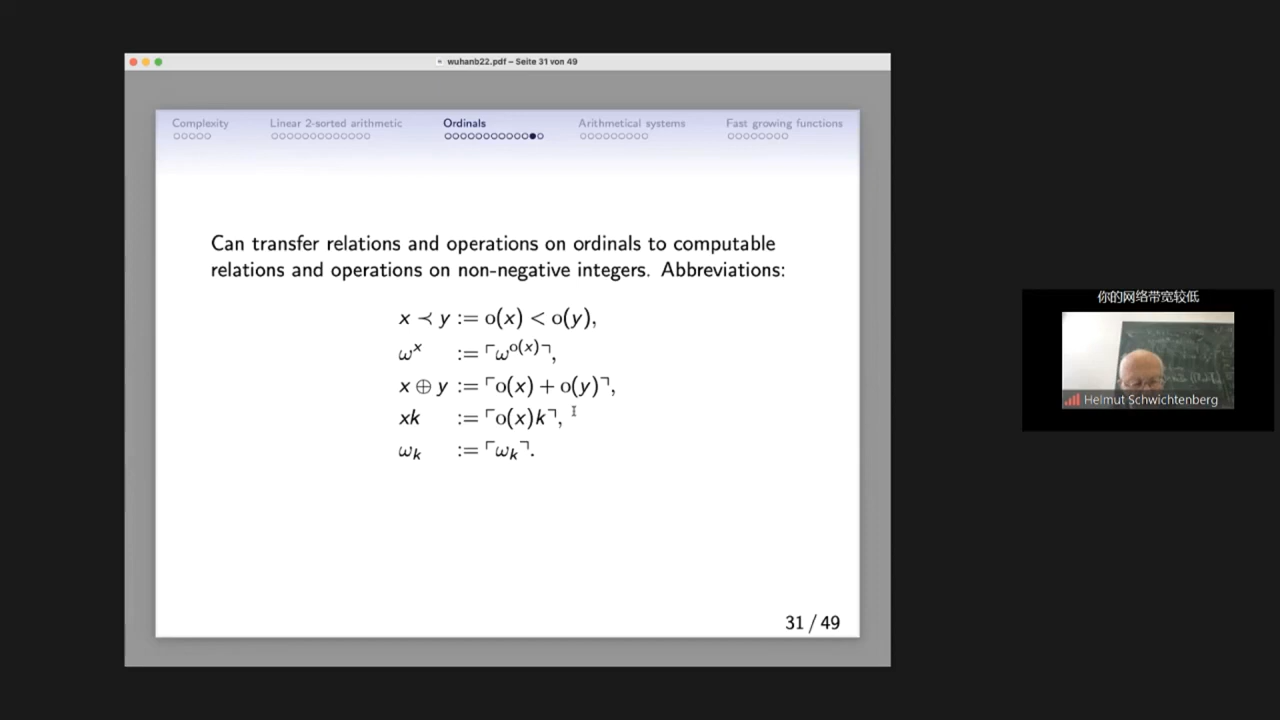 wuhanb22.pdf – Seite 31 von 49
Complexity Linear 2-sorted arithmetic Ordinals Arithmetical systems Fast growing functions
Can transfer relations and operations on ordinals to computable
relations and operations on non-negative integers. Abbreviations:
x ≺ y := o(x) < o(y),
ω^x := ⌜ω^{o(x)}⌝,
x ⊕ y := ⌜o(x) + o(y)⌝,
xk := ⌜o(x)k⌝,
ω_k := ⌜ω_k⌝.
31 / 49
你的网络带宽较低
Helmut Schwichtenberg